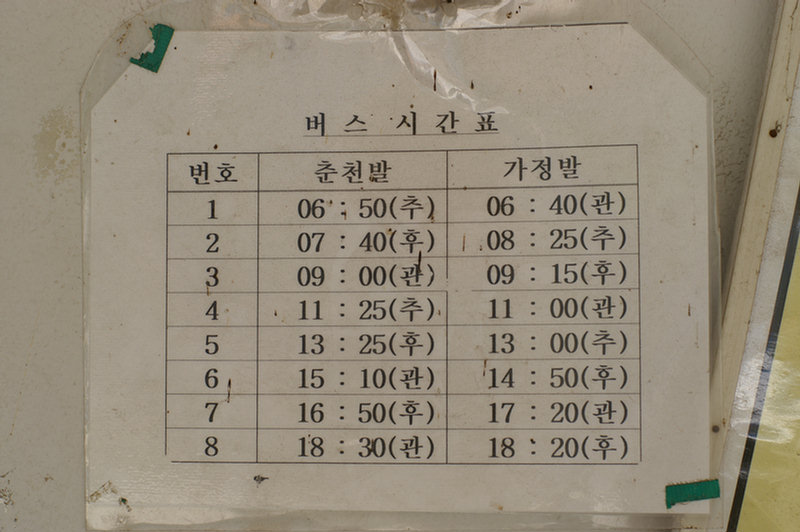 버스 시간표
번호 춘천발 가정발
1 06 : 50(추) 06 : 40(관)
2 07 : 40(후) 08 : 25(추)
3 09 : 00(관) 09 : 15(후)
4 11 : 25(추) 11 : 00(관)
5 13 : 25(후) 13 : 00(추)
6 15 : 10(관) 14 : 50(후)
7 16 : 50(후) 17 : 20(관)
8 18 : 30(관) 18 : 20(후)